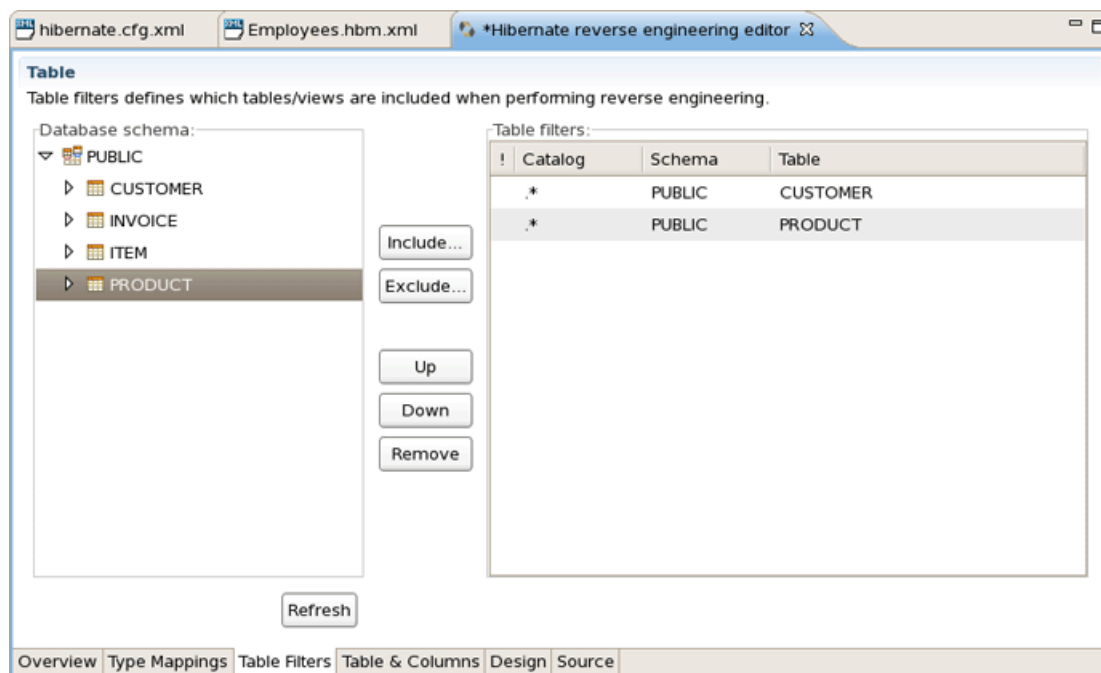 hibernate.cfg.xml Employees.hbm.xml *Hibernate reverse engineering editor
Table
Table filters defines which tables/views are included when performing reverse engineering.
Database schema: Table filters:
PUBLIC
! Catalog Schema Table
CUSTOMER
.* PUBLIC CUSTOMER
INVOICE
.* PUBLIC PRODUCT
ITEM
PRODUCT
Include...
Exclude...
Up
Down
Remove
Refresh
Overview Type Mappings Table Filters Table & Columns Design Source